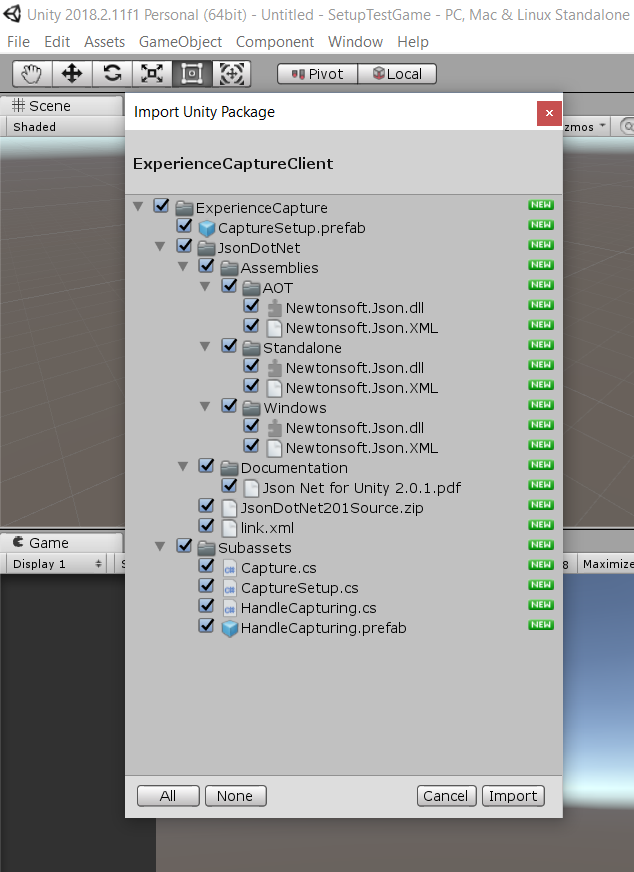 Unity 2018.2.11f1 Personal (64bit) - Untitled - SetupTestGame - PC, Mac & Linux Standalone
File Edit Assets GameObject Component Window Help
Pivot Local
Scene
Shaded
zmos
Import Unity Package
ExperienceCaptureClient
ExperienceCapture NEW
CaptureSetup.prefab NEW
JsonDotNet NEW
Assemblies NEW
AOT NEW
Newtonsoft.Json.dll NEW
Newtonsoft.Json.XML NEW
Standalone NEW
Newtonsoft.Json.dll NEW
Newtonsoft.Json.XML NEW
Windows NEW
Newtonsoft.Json.dll NEW
Newtonsoft.Json.XML NEW
Documentation NEW
Json Net for Unity 2.0.1.pdf NEW
JsonDotNet201Source.zip NEW
link.xml NEW
Subassets NEW
Capture.cs NEW
CaptureSetup.cs NEW
HandleCapturing.cs NEW
HandleCapturing.prefab NEW
Game
Display 1 S 8 Maximize
All None Cancel Import